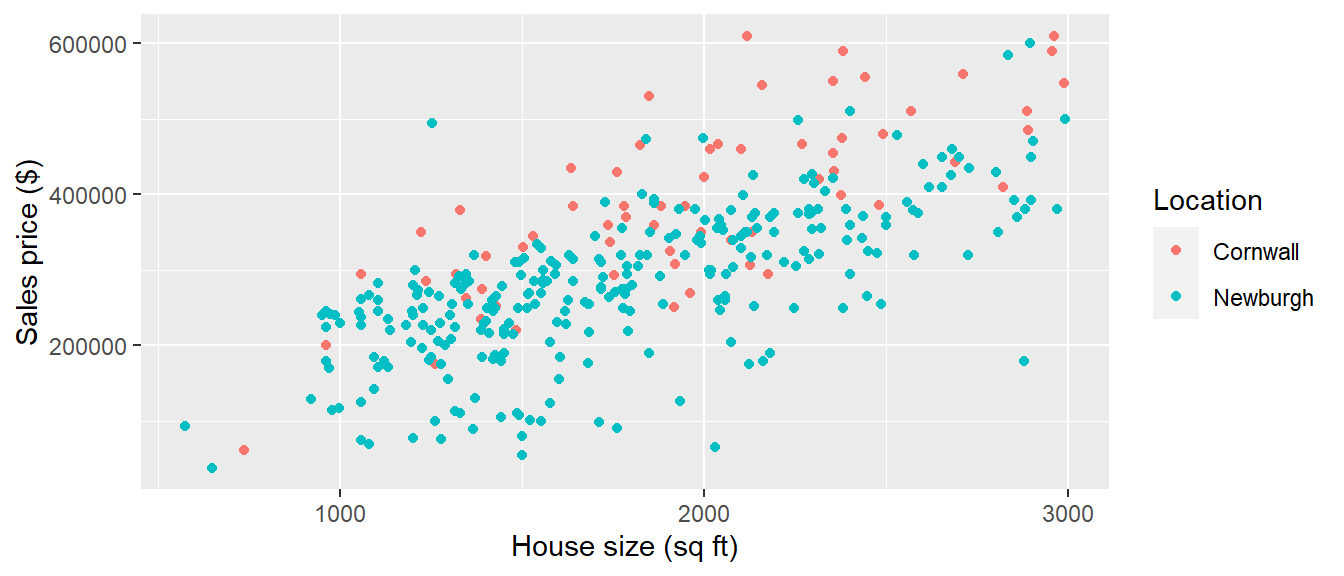 600000
400000
200000
Sales price ($)
1000
2000
3000
House size (sq ft)
Location
Cornwall
Newburgh